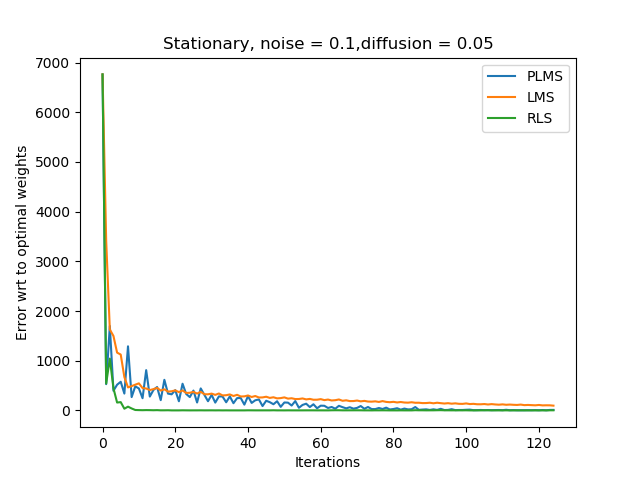 Stationary, noise = 0.1,diffusion = 0.05
PLMS
LMS
RLS
Error wrt to optimal weights
7000
6000
5000
4000
3000
2000
1000
0
0 20 40 60 80 100 120
Iterations